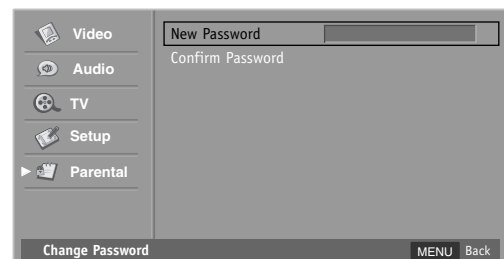 Video
Audio
TV
Setup
Parental
New Password
Confirm Password
Change Password
MENU Back